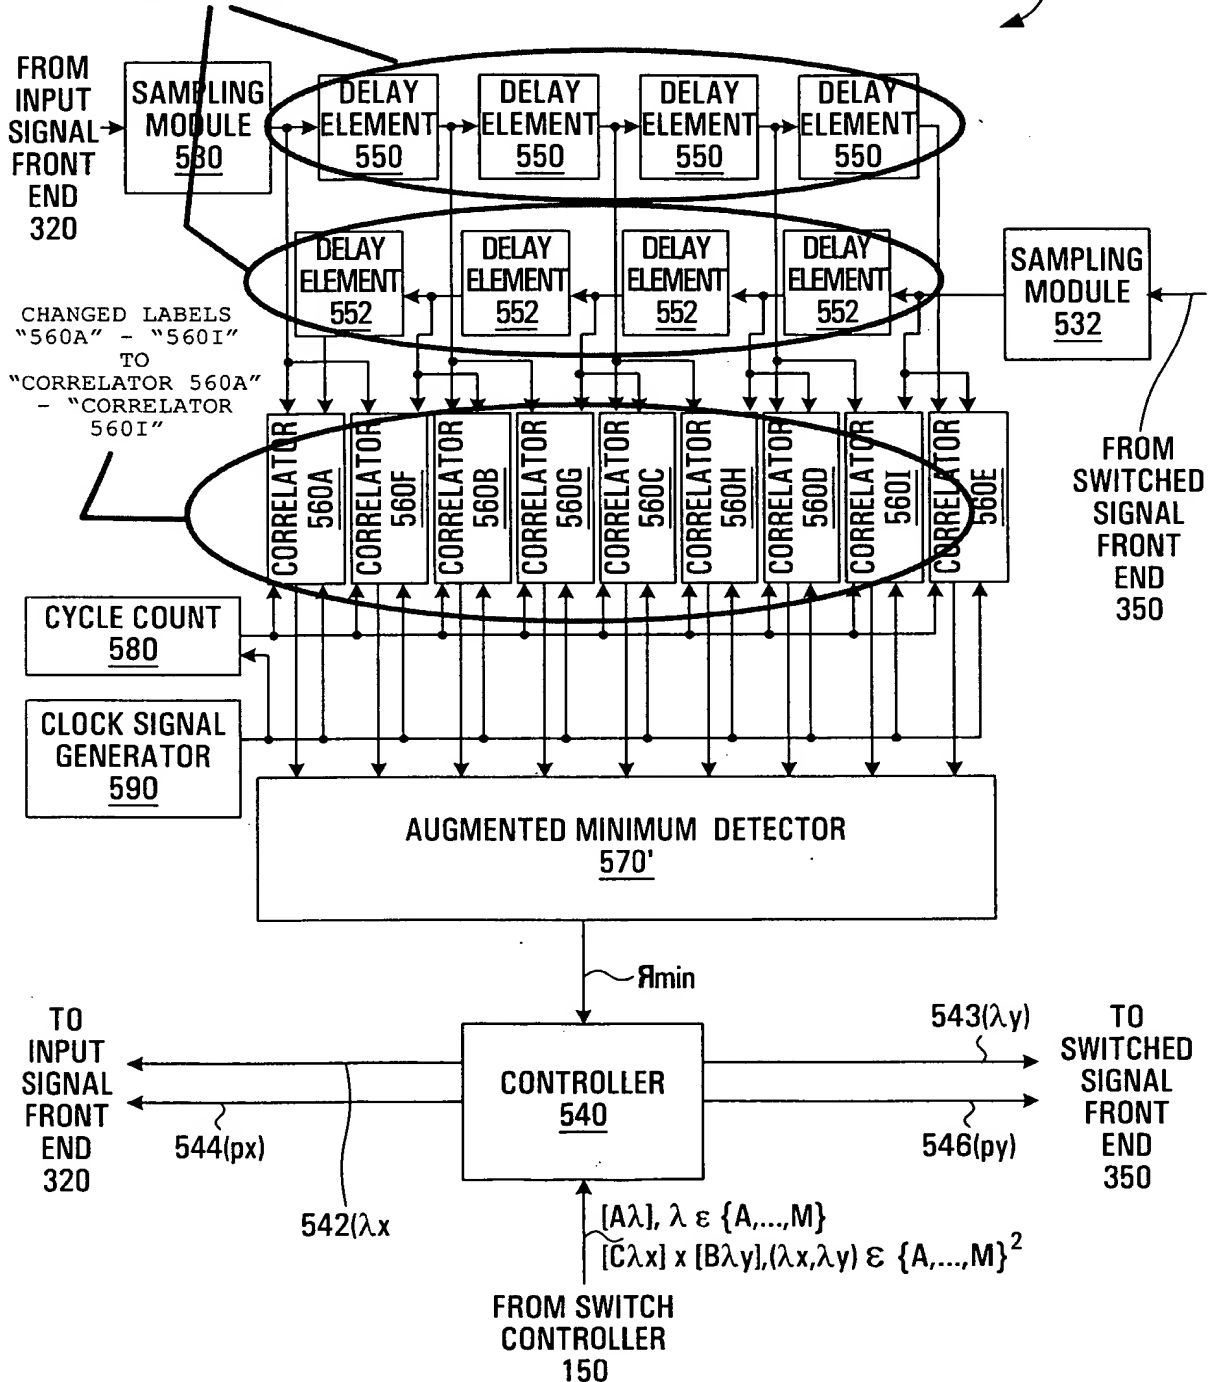 FROM
INPUT
SIGNAL
FRONT
END
320
SAMPLING
MODULE
530
DELAY
ELEMENT
550
DELAY
ELEMENT
550
DELAY
ELEMENT
550
DELAY
ELEMENT
550
DELAY
ELEMENT
552
DELAY
ELEMENT
552
DELAY
ELEMENT
552
DELAY
ELEMENT
552
SAMPLING
MODULE
532
CHANGED LABELS
"560A" - "560I"
TO
"CORRELATOR 560A"
- "CORRELATOR
560I"
FROM
SWITCHED
SIGNAL
FRONT
END
350
CORRELATOR
560A
CORRELATOR
560F
CORRELATOR
560B
CORRELATOR
560G
CORRELATOR
560C
CORRELATOR
560H
CORRELATOR
560D
CORRELATOR
560I
CORRELATOR
560E
CYCLE COUNT
580
CLOCK SIGNAL
GENERATOR
590
AUGMENTED MINIMUM DETECTOR
570'
Яmin
TO
INPUT
SIGNAL
FRONT
END
320
544(px)
542(λx
CONTROLLER
540
543(λy)
546(py)
TO
SWITCHED
SIGNAL
FRONT
END
350
[Aλ], λ ε {A,...,M}
[Cλx] x [Bλy],(λx,λy) ε {A,...,M}²
FROM SWITCH
CONTROLLER
150